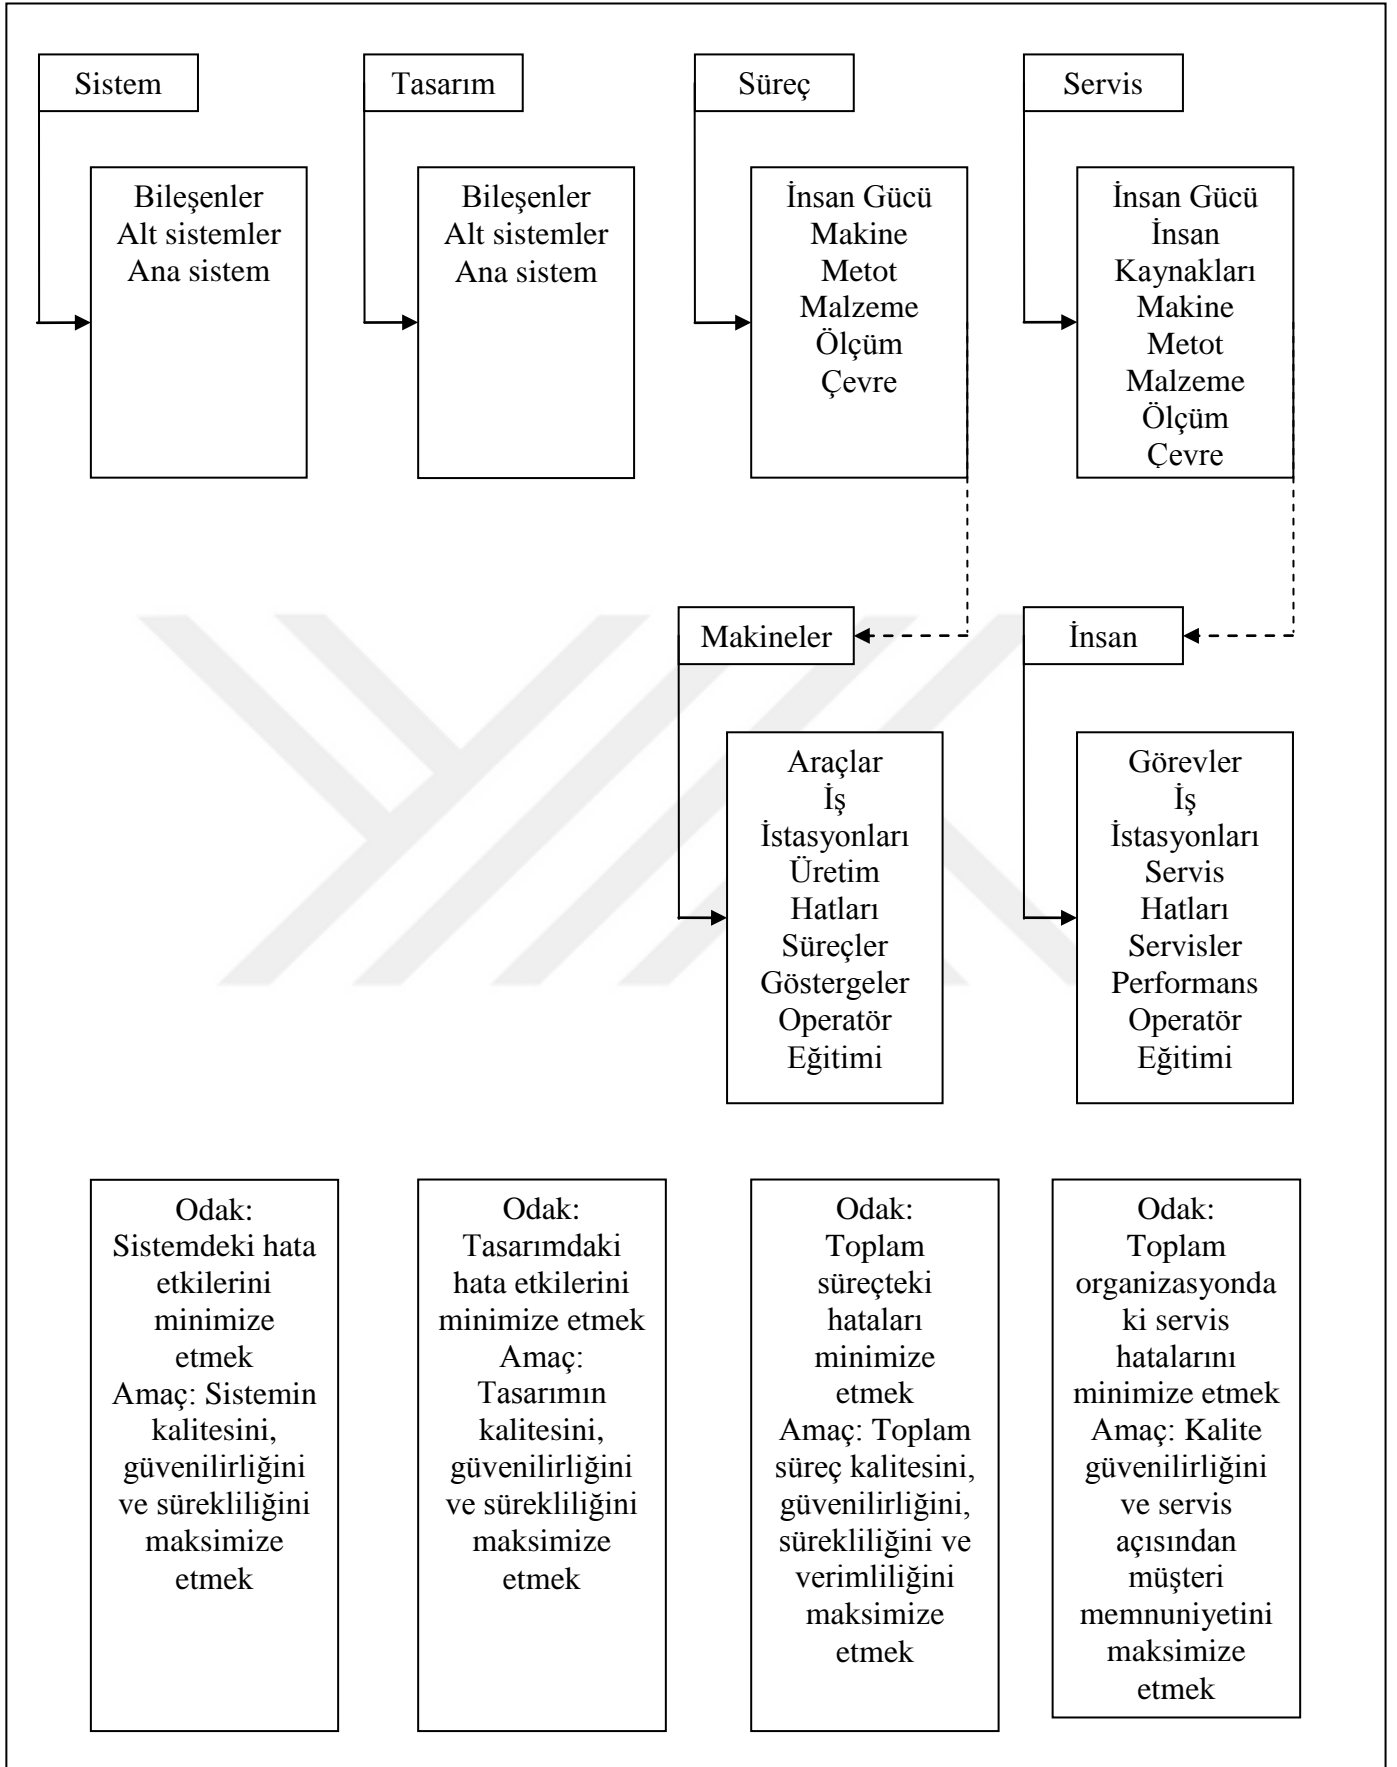 Sistem
Tasarım
Süreç
Servis
Bileşenler
Alt sistemler
Ana sistem
Bileşenler
Alt sistemler
Ana sistem
İnsan Gücü
Makine
Metot
Malzeme
Ölçüm
Çevre
İnsan Gücü
İnsan
Kaynakları
Makine
Metot
Malzeme
Ölçüm
Çevre
Makineler
İnsan
Araçlar
İş
İstasyonları
Üretim
Hatları
Süreçler
Göstergeler
Operatör
Eğitimi
Görevler
İş
İstasyonları
Servis
Hatları
Servisler
Performans
Operatör
Eğitimi
Odak:
Sistemdeki hata
etkilerini
minimize
etmek
Amaç: Sistemin
kalitesini,
güvenilirliğini
ve sürekliliğini
maksimize
etmek
Odak:
Tasarımdaki
hata etkilerini
minimize etmek
Amaç:
Tasarımın
kalitesini,
güvenilirliğini
ve sürekliliğini
maksimize
etmek
Odak:
Toplam
süreçteki
hataları
minimize
etmek
Amaç: Toplam
süreç kalitesini,
güvenilirliğini,
sürekliliğini ve
verimliliğini
maksimize
etmek
Odak:
Toplam
organizasyonda
ki servis
hatalarını
minimize etmek
Amaç: Kalite
güvenilirliğini
ve servis
açısından
müşteri
memnuniyetini
maksimize
etmek